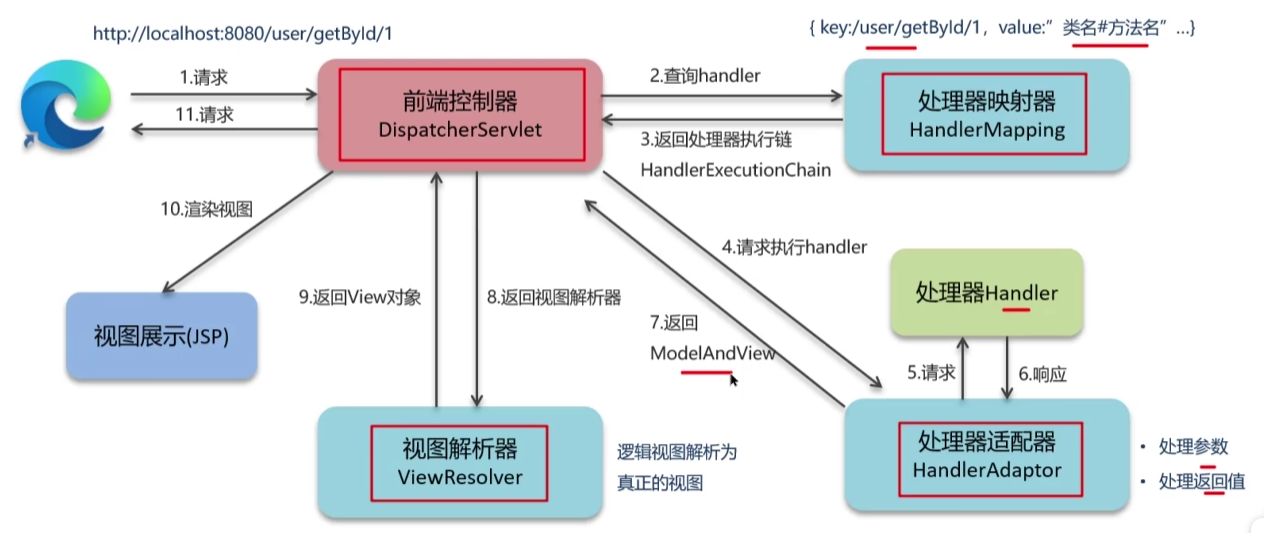 http://localhost:8080/user/getById/1
{ key:/user/getById/1，value:”类名#方法名”…}
1.请求
11.请求
前端控制器
DispatcherServlet
2.查询handler
3.返回处理器执行链
HandlerExecutionChain
处理器映射器
HandlerMapping
10.渲染视图
4.请求执行handler
处理器Handler
9.返回View对象
8.返回视图解析器
7.返回
ModelAndView
视图展示(JSP)
5.请求
6.响应
视图解析器
ViewResolver
逻辑视图解析为
真正的视图
处理器适配器
HandlerAdaptor
• 处理参数
• 处理返回值